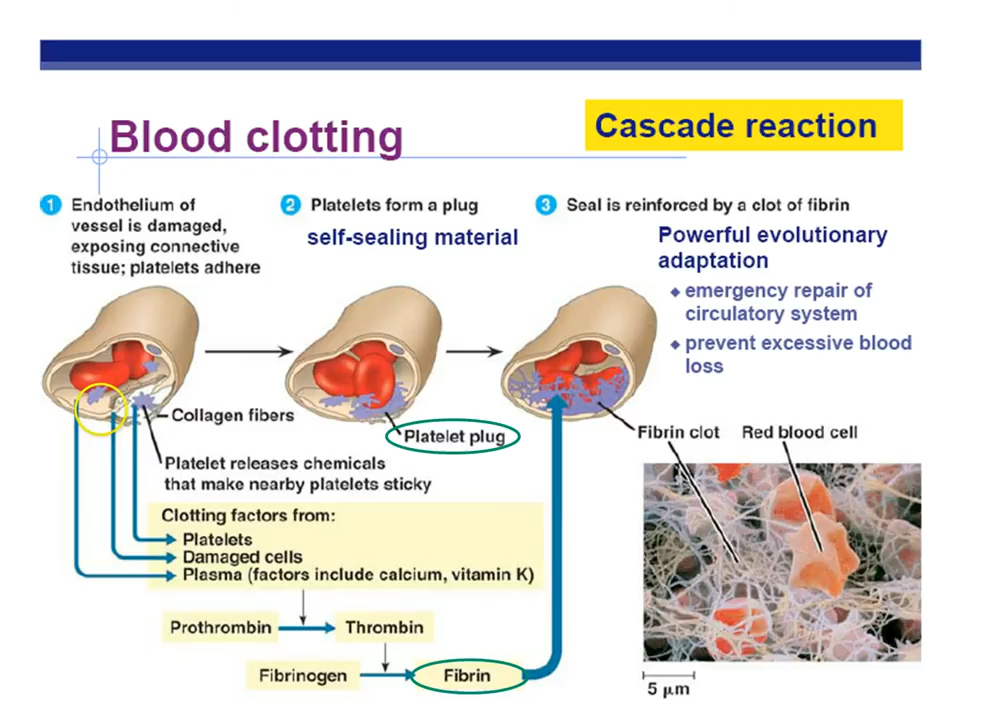 Blood clotting
Cascade reaction
1 Endothelium of
vessel is damaged,
exposing connective
tissue; platelets adhere
2 Platelets form a plug
self-sealing material
3 Seal is reinforced by a clot of fibrin
Powerful evolutionary
adaptation
◆ emergency repair of
circulatory system
◆ prevent excessive blood
loss
Collagen fibers
Platelet plug
Platelet releases chemicals
that make nearby platelets sticky
Fibrin clot
Red blood cell
Clotting factors from:
Platelets
Damaged cells
Plasma (factors include calcium, vitamin K)
Prothrombin
Thrombin
Fibrinogen
Fibrin
5 µm